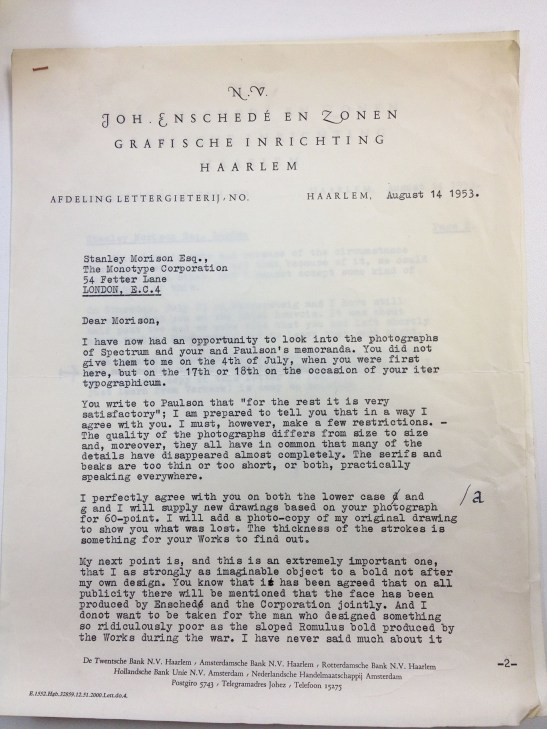 N.V.
JOH. ENSCHEDÉ EN ZONEN
GRAFISCHE INRICHTING
HAARLEM
AFDELING LETTERGIETERIJ, NO.
HAARLEM, August 14 1953.
Stanley Morison Esq.,
The Monotype Corporation
54 Fetter Lane
LONDON, E.C.4
Dear Morison,
I have now had an opportunity to look into the photographs
of Spectrum and your and Paulson's memoranda. You did not
give them to me on the 4th of July, when you were first
here, but on the 17th or 18th on the occasion of your iter
typographicum.
You write to Paulson that "for the rest it is very
satisfactory"; I am prepared to tell you that in a way I
agree with you. I must, however, make a few restrictions. -
The quality of the photographs differs from size to size
and, moreover, they all have in common that many of the
details have disappeared almost completely. The serifs and
beaks are too thin or too short, or both, practically
speaking everywhere.
I perfectly agree with you on both the lower case and /a
g and I will supply new drawings based on your photograph
for 60-point. I will add a photo-copy of my original drawing
to show you what was lost. The thickness of the strokes is
something for your Works to find out.
My next point is, and this is an extremely important one,
that I as strongly as imaginable object to a bold not after
my own design. You know that it has been agreed that on all
publicity there will be mentioned that the face has been
produced by Enschedé and the Corporation jointly. And I
donot want to be taken for the man who designed something
so ridiculously poor as the sloped Romulus bold produced by
the Works during the war. I have never said much about it
-2-
De Twentsche Bank N.V. Haarlem / Amsterdamsche Bank N.V. Haarlem / Rotterdamsche Bank N.V. Haarlem
Hollandsche Bank Unie N.V. Amsterdam / Nederlandsche Handelmaatschappij Amsterdam
Postgiro 5743 / Telegramadres Johez / Telefoon 15275
E.1552.Hgb.32859.12.51.2000.Lett.do.A.